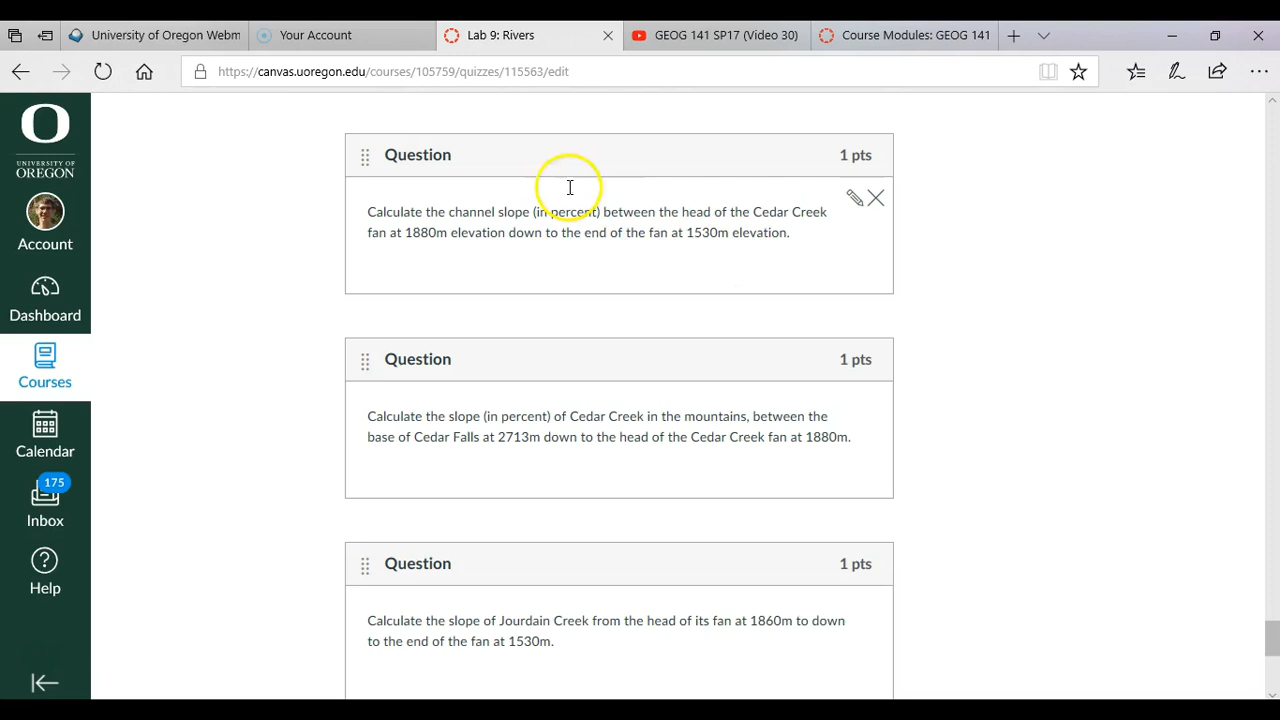 University of Oregon Webm
Your Account
Lab 9: Rivers
GEOG 141 SP17 (Video 30)
Course Modules: GEOG 141
https://canvas.uoregon.edu/courses/105759/quizzes/115563/edit
O
UNIVERSITY OF
OREGON
Account
Dashboard
Courses
Calendar
175
Inbox
Help
Question 1 pts
Calculate the channel slope (in percent) between the head of the Cedar Creek
fan at 1880m elevation down to the end of the fan at 1530m elevation.
Question 1 pts
Calculate the slope (in percent) of Cedar Creek in the mountains, between the
base of Cedar Falls at 2713m down to the head of the Cedar Creek fan at 1880m.
Question 1 pts
Calculate the slope of Jourdain Creek from the head of its fan at 1860m to down
to the end of the fan at 1530m.